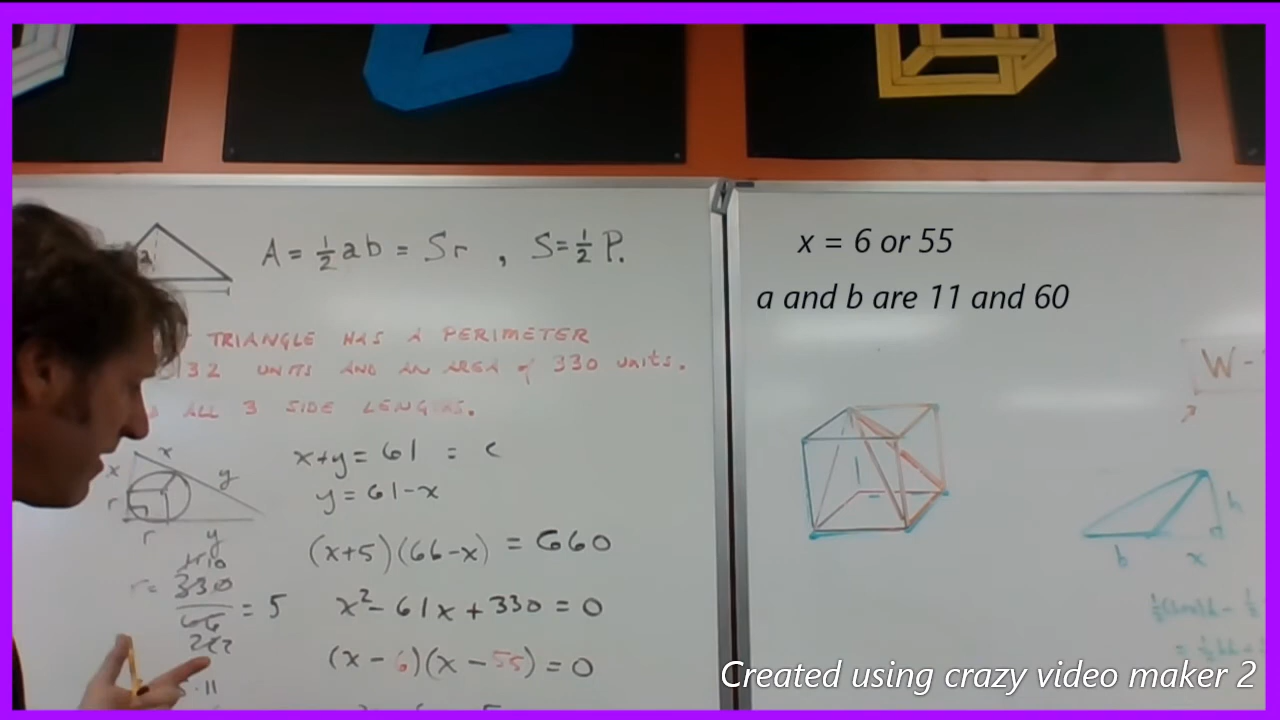 A = ½ab = Sr , S = ½ P.
a
x = 6 or 55
a and b are 11 and 60
TRIANGLE HAS A PERIMETER
132 UNITS AND AN AREA of 330 units.
ALL 3 SIDE LENGTHS.
W-
x
x
y
r
r
y
x+y = 61 = c
y = 61-x
(x+5)(66-x) = 660
r = 330/66 = 5
x² - 61x + 330 = 0
(x - 6)(x - 55) = 0
· 11
h
b
x
Created using crazy video maker 2